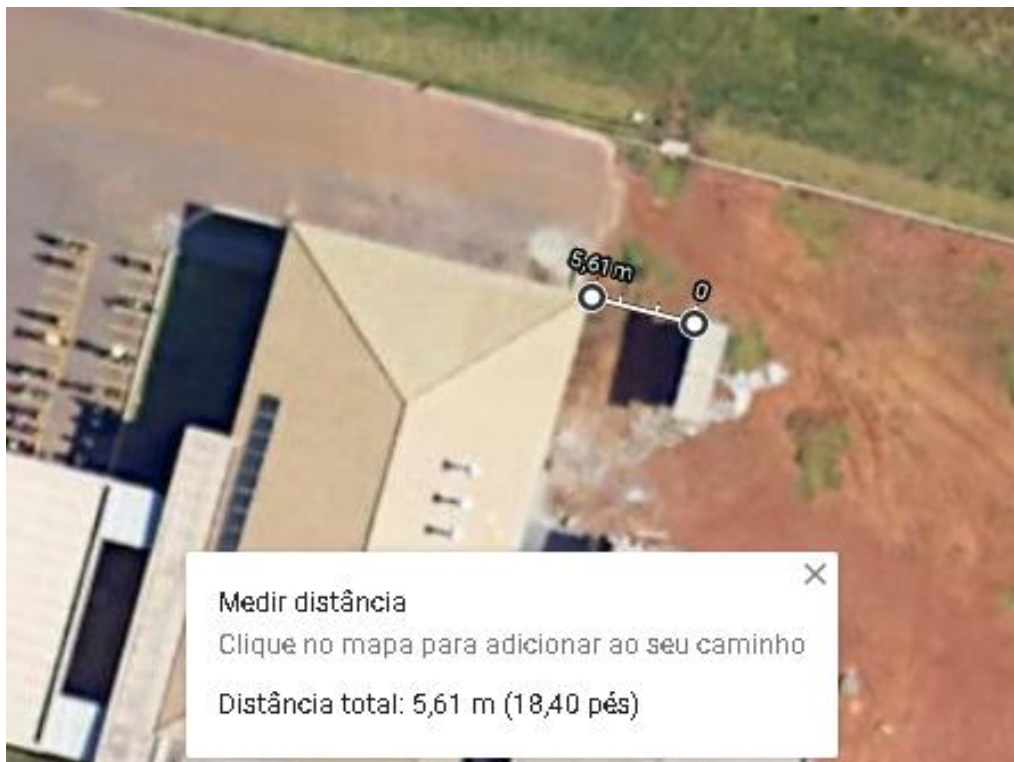 5,61 m
0
Medir distância
Clique no mapa para adicionar ao seu caminho
Distância total: 5,61 m (18,40 pés)